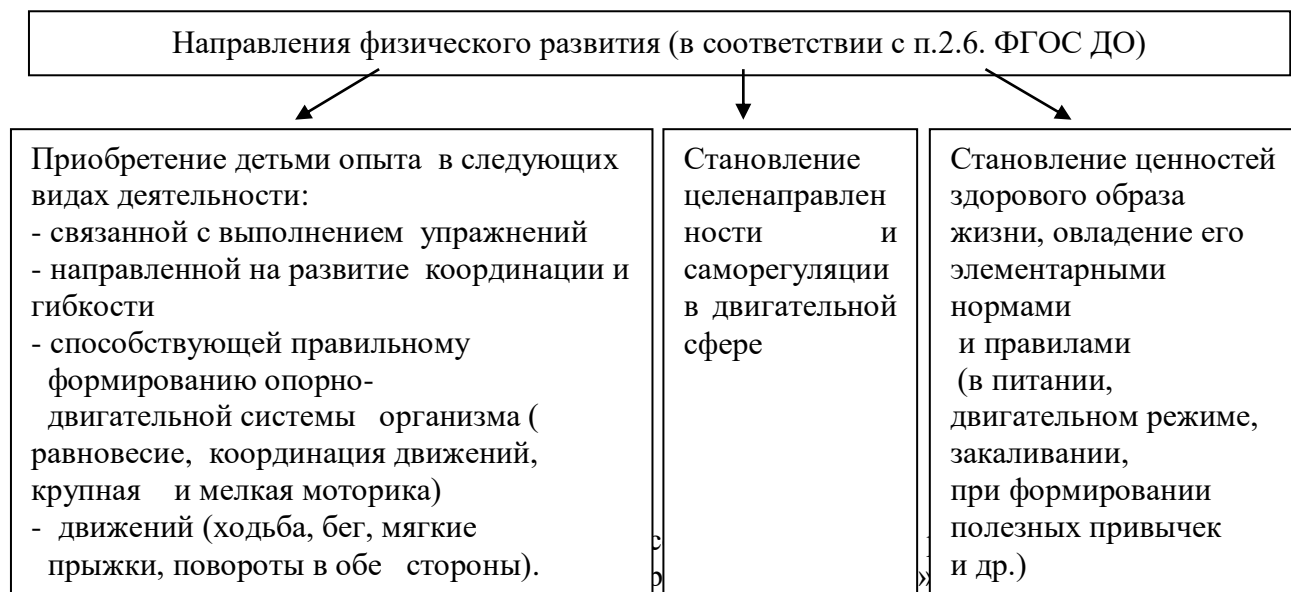 Направления физического развития (в соответствии с п.2.6. ФГОС ДО)
Приобретение детьми опыта в следующих
видах деятельности:
- связанной с выполнением упражнений
- направленной на развитие координации и
гибкости
- способствующей правильному
формированию опорно-
двигательной системы организма (
равновесие, координация движений,
крупная и мелкая моторика)
- движений (ходьба, бег, мягкие
прыжки, повороты в обе стороны).
Становление
целенаправлен
ности и
саморегуляции
в двигательной
сфере
Становление ценностей
здорового образа
жизни, овладение его
элементарными
нормами
и правилами
(в питании,
двигательном режиме,
закаливании,
при формировании
полезных привычек
и др.)